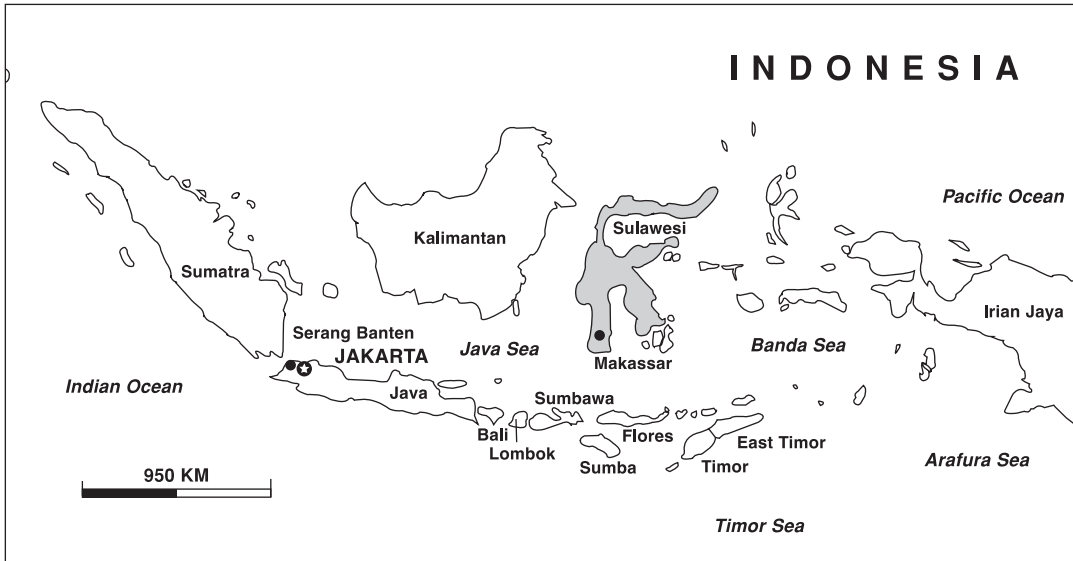 INDONESIA
Pacific Ocean
Sulawesi
Kalimantan
Sumatra
Irian Jaya
Serang Banten
JAKARTA
Java Sea
Banda Sea
Makassar
Indian Ocean
Java
Sumbawa
Bali
Lombok
Flores
East Timor
Sumba
Timor
Arafura Sea
950 KM
Timor Sea